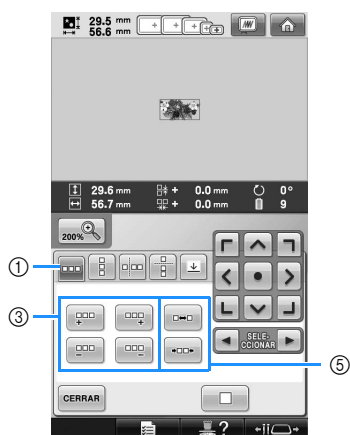 29.5 mm
56.6 mm
29.6 mm + 0.0 mm 0°
56.7 mm + 0.0 mm 9
200%
①
③
SELE-
CCIONAR
⑤
CERRAR
?